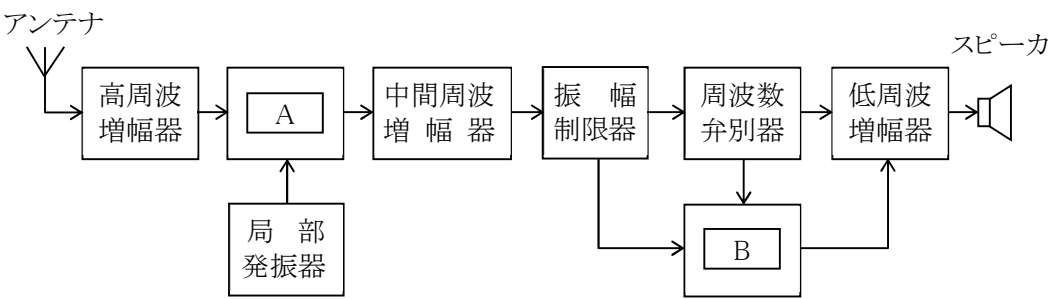 アンテナ
スピーカ
高周波
増幅器
A
中間周波
増 幅 器
振 幅
制限器
周波数
弁別器
低周波
増幅器
局 部
発振器
B